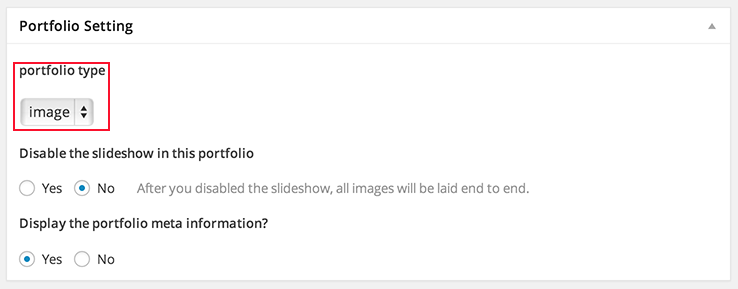 Portfolio Setting
portfolio type
image
Disable the slideshow in this portfolio
Yes No After you disabled the slideshow, all images will be laid end to end.
Display the portfolio meta information?
Yes No